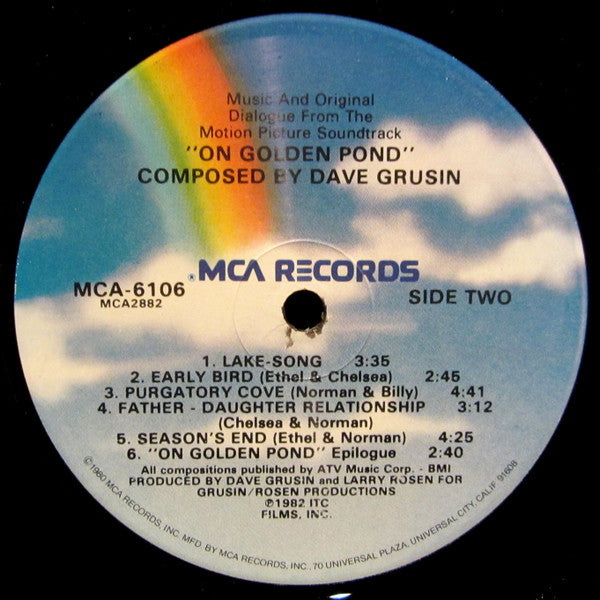 Music And Original
Dialogue From The
Motion Picture Soundtrack
"ON GOLDEN POND"
COMPOSED BY DAVE GRUSIN
®MCA RECORDS
MCA-6106
MCA2882
SIDE TWO
1. LAKE-SONG 3:35
2. EARLY BIRD (Ethel & Chelsea) 2:45
3. PURGATORY COVE (Norman & Billy) 4:41
4. FATHER - DAUGHTER RELATIONSHIP 3:12
(Chelsea & Norman)
5. SEASON'S END (Ethel & Norman) 4:25
6. "ON GOLDEN POND" Epilogue 2:40
All compositions published by ATV Music Corp. - BMI
PRODUCED BY DAVE GRUSIN and LARRY ROSEN FOR
GRUSIN/ROSEN PRODUCTIONS
℗1982 ITC
FILMS, INC.
©1980 MCA RECORDS, INC. MFD. BY MCA RECORDS, INC., 70 UNIVERSAL PLAZA, UNIVERSAL CITY, CALIF. 91608